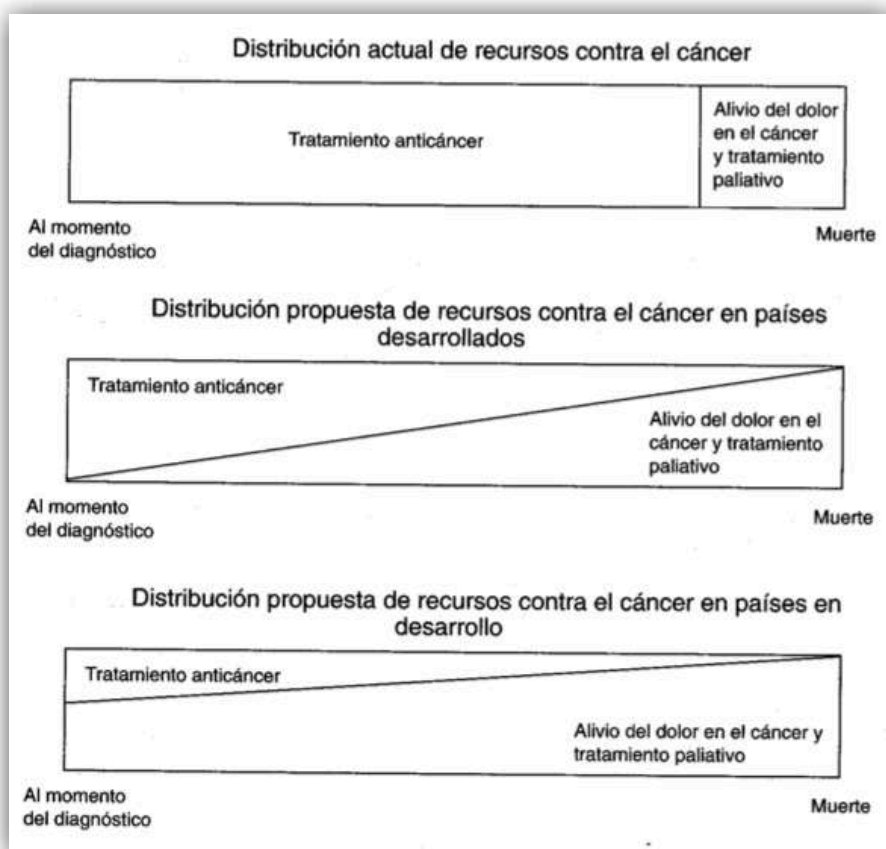 Distribución actual de recursos contra el cáncer
Tratamiento anticáncer
Alivio del dolor
en el cáncer
y tratamiento
paliativo
Al momento
del diagnóstico
Muerte
Distribución propuesta de recursos contra el cáncer en países
desarrollados
Tratamiento anticáncer
Alivio del dolor en el
cáncer y tratamiento
paliativo
Al momento
del diagnóstico
Muerte
Distribución propuesta de recursos contra el cáncer en países en
desarrollo
Tratamiento anticáncer
Alivio del dolor en el cáncer y
tratamiento paliativo
Al momento
del diagnóstico
Muerte